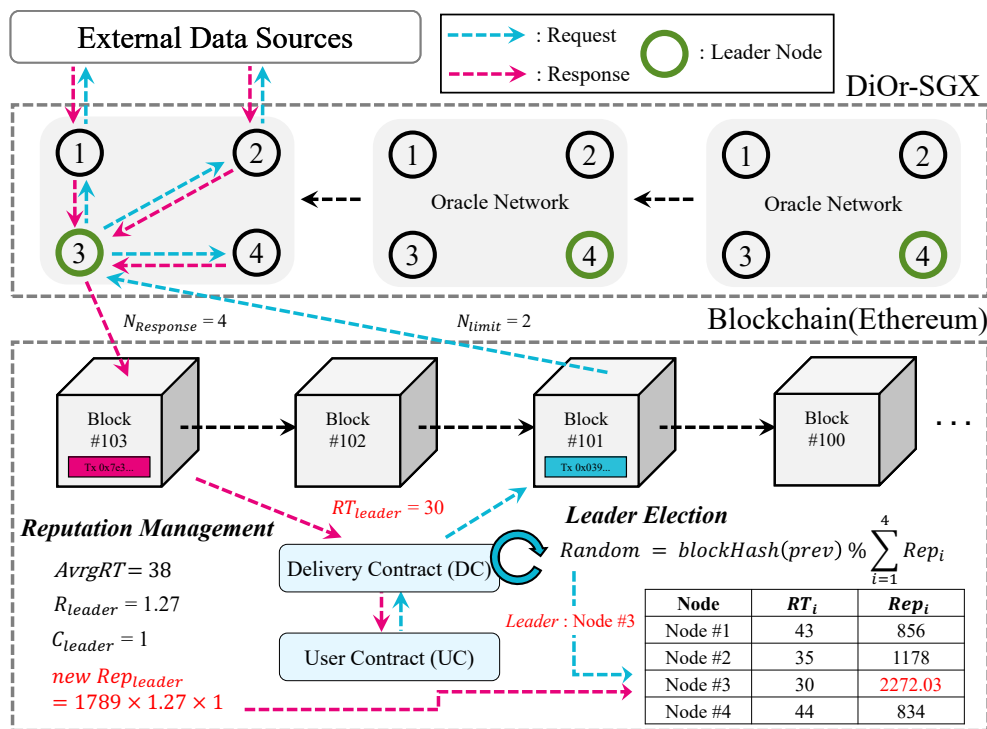 External Data Sources
: Request
: Response
: Leader Node
DiOr-SGX
1
2
3
4
1
2
Oracle Network
3
4
1
2
Oracle Network
3
4
N_Response = 4
N_limit = 2
Blockchain(Ethereum)
Block
#103
Tx 0x7e3...
Block
#102
Block
#101
Tx 0x039...
Block
#100
. . .
Reputation Management
RT_leader = 30
Leader Election
AvrgRT = 38
R_leader = 1.27
C_leader = 1
new Rep_leader
= 1789 × 1.27 × 1
Delivery Contract (DC)
User Contract (UC)
Random = blockHash(prev) % ∑_{i=1}^{4} Rep_i
Leader : Node #3
Node RT_i Rep_i
Node #1 43 856
Node #2 35 1178
Node #3 30 2272.03
Node #4 44 834